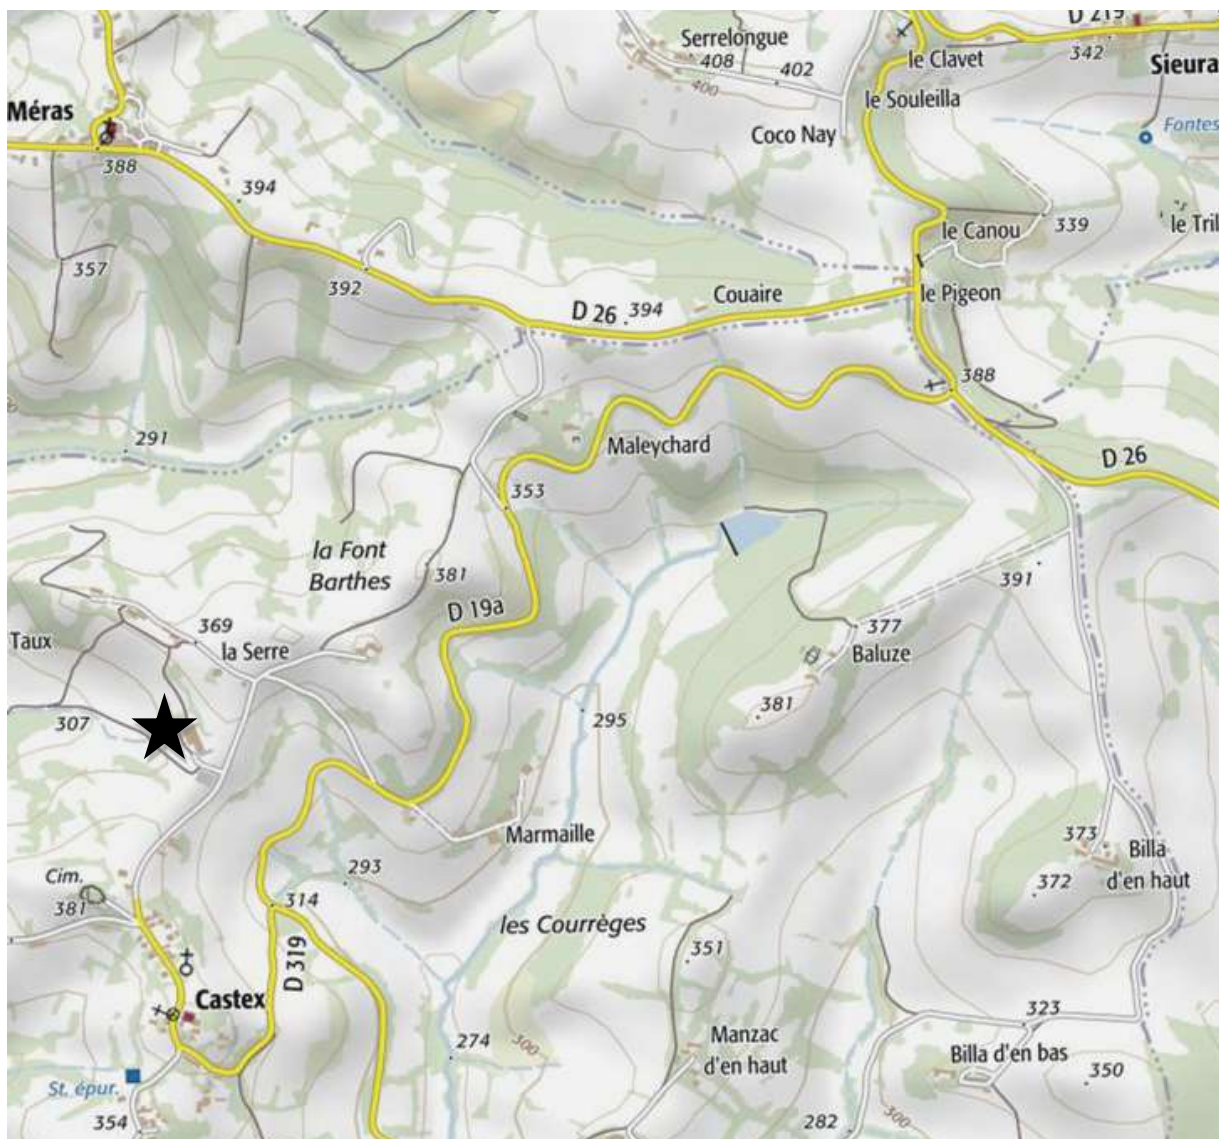 D 219
Serrelongue
342
408
402
le Clavet
Sieura
400
le Souleilla
Méras
Coco Nay
Fontes
388
394
le Canou
339
le Tril
357
392
Couaire
le Pigeon
D 26
394
388
291
Maleychard
D 26
353
la Font
Barthes
381
391
D 19a
369
377
Taux
la Serre
Baluze
307
295
381
Marmaille
373
Billa
d'en haut
Cim.
293
372
381
314
les Courrèges
351
D 319
Castex
323
274
300
Manzac
d'en haut
Billa d'en bas
350
St. épur.
354
282
300